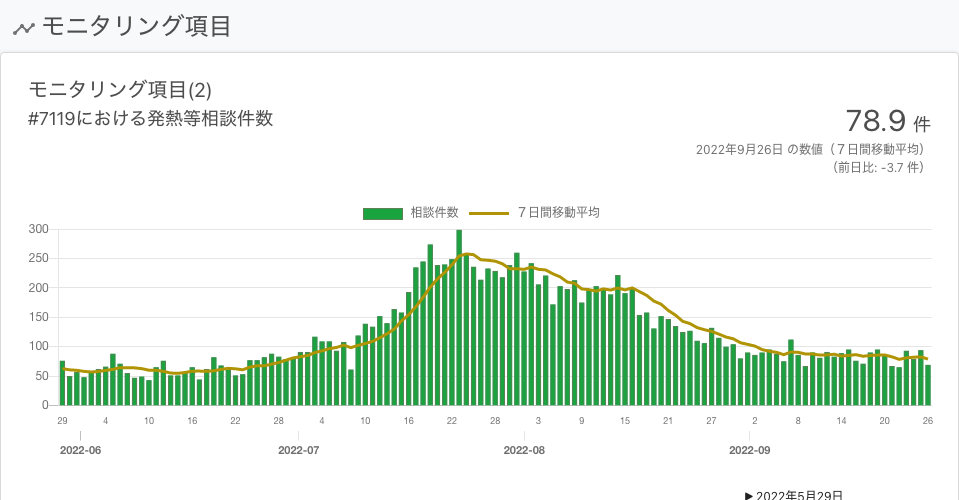 モニタリング項目
モニタリング項目(2)
#7119における発熱等相談件数
78.9 件
2022年9月26日 の数値（７日間移動平均）
（前日比: -3.7 件）
相談件数 ７日間移動平均
300
250
200
150
100
50
0
29 4 10 16 22 28 4 10 16 22 28 3 9 15 21 27 2 8 14 20 26
2022-06 2022-07 2022-08 2022-09
▶ 2022年5月29日